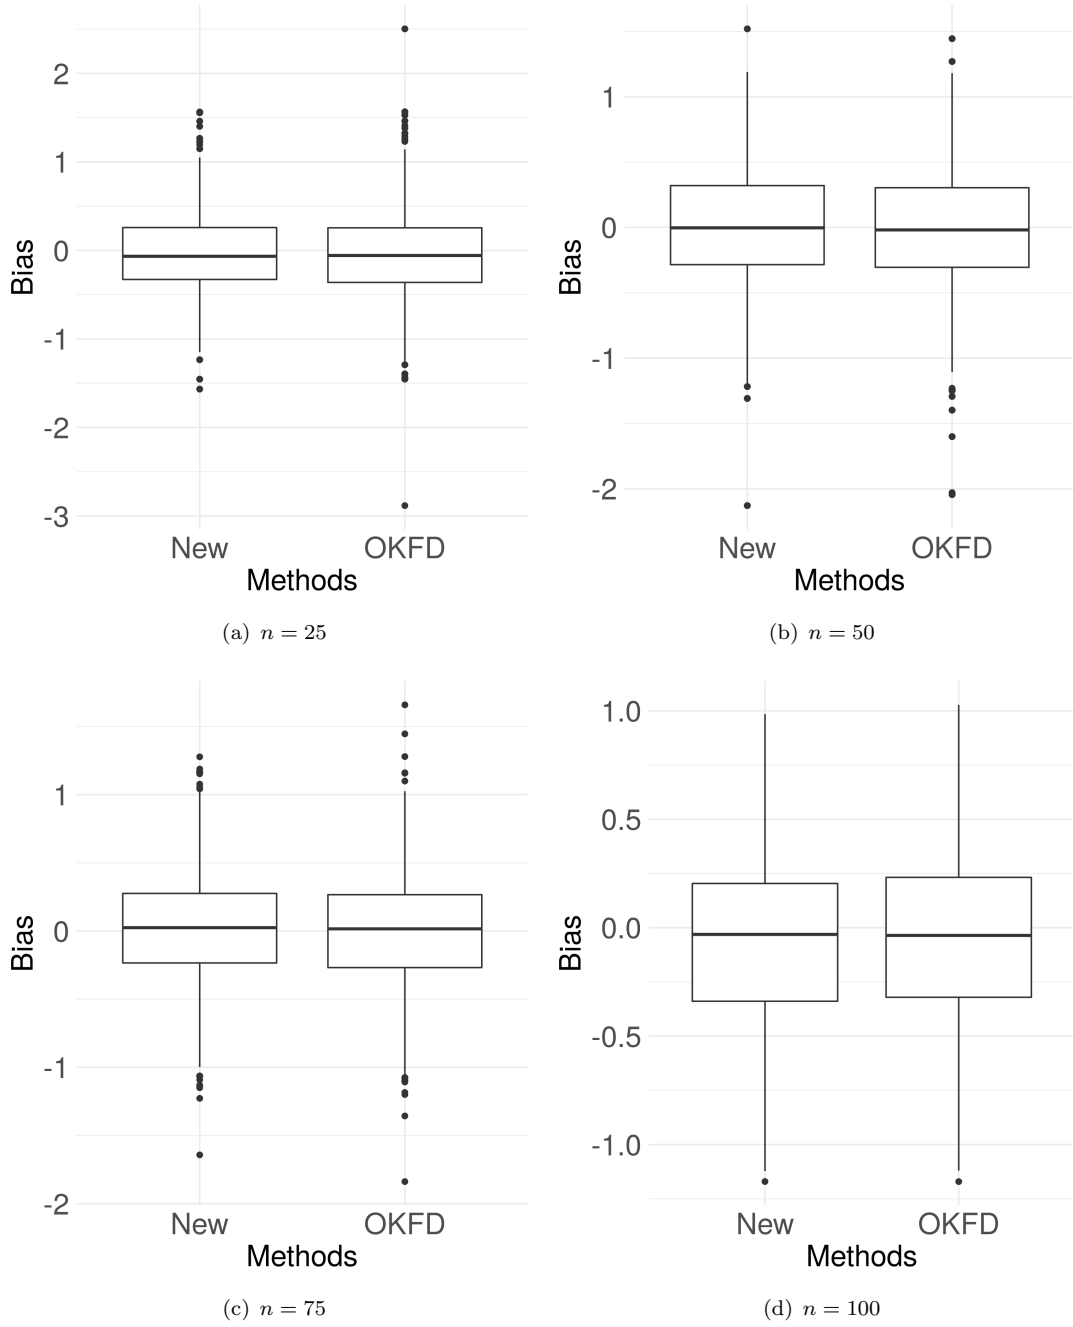 2
1
0
-1
-2
-3
Bias
New OKFD
Methods
(a) n = 25
1
0
-1
-2
Bias
New OKFD
Methods
(b) n = 50
1
0
-1
-2
Bias
New OKFD
Methods
(c) n = 75
1.0
0.5
0.0
-0.5
-1.0
Bias
New OKFD
Methods
(d) n = 100